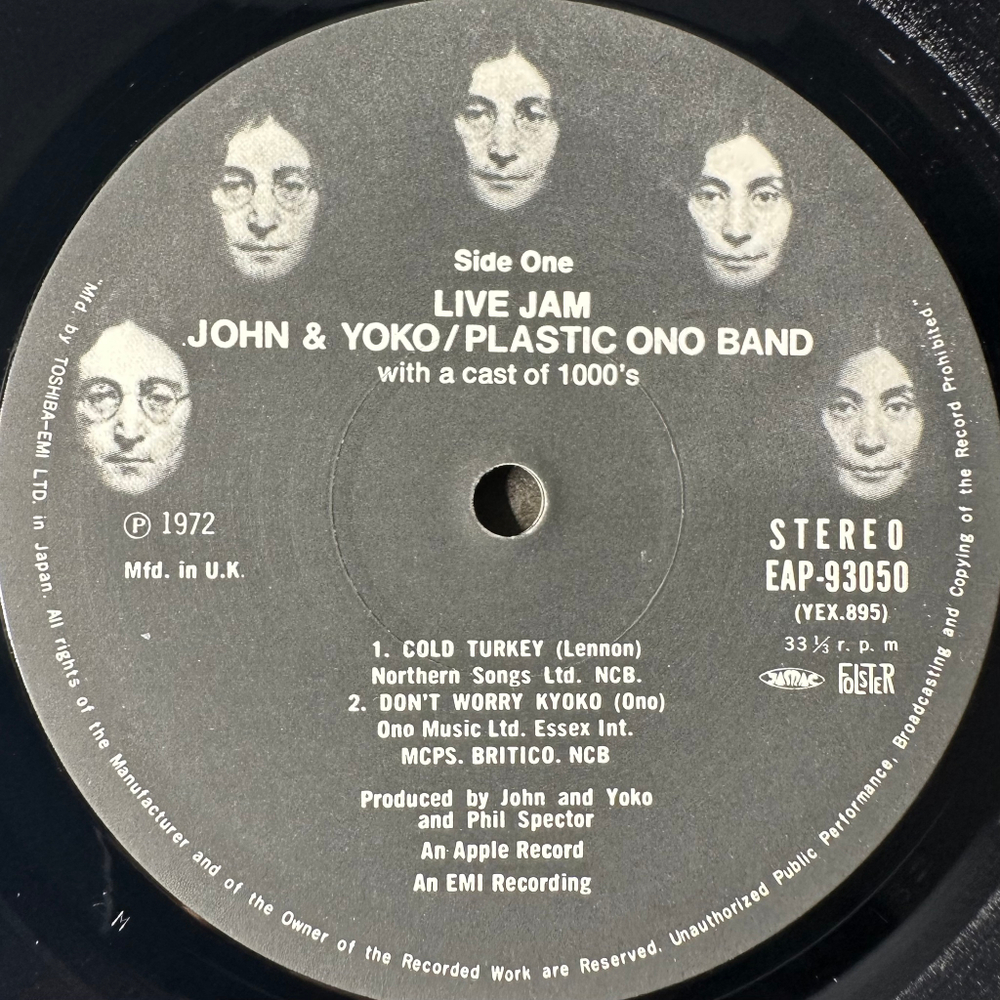 Side One
LIVE JAM
JOHN & YOKO/PLASTIC ONO BAND
with a cast of 1000's
Ⓟ 1972
Mfd. in U.K.
STEREO
EAP-93050
(YEX.895)
33 ⅓ r. p. m
JASRAC FOLSTER
1. COLD TURKEY (Lennon)
Northern Songs Ltd. NCB.
2. DON'T WORRY KYOKO (Ono)
Ono Music Ltd. Essex Int.
MCPS. BRITICO. NCB
Produced by John and Yoko
and Phil Spector
An Apple Record
An EMI Recording
"Mfd. by TOSHIBA-EMI LTD. in Japan. All rights of the Manufacturer and of the Owner of the Recorded Work are Reserved. Unauthorized Public Performance, Broadcasting and Copying of the Record Prohibited."
M